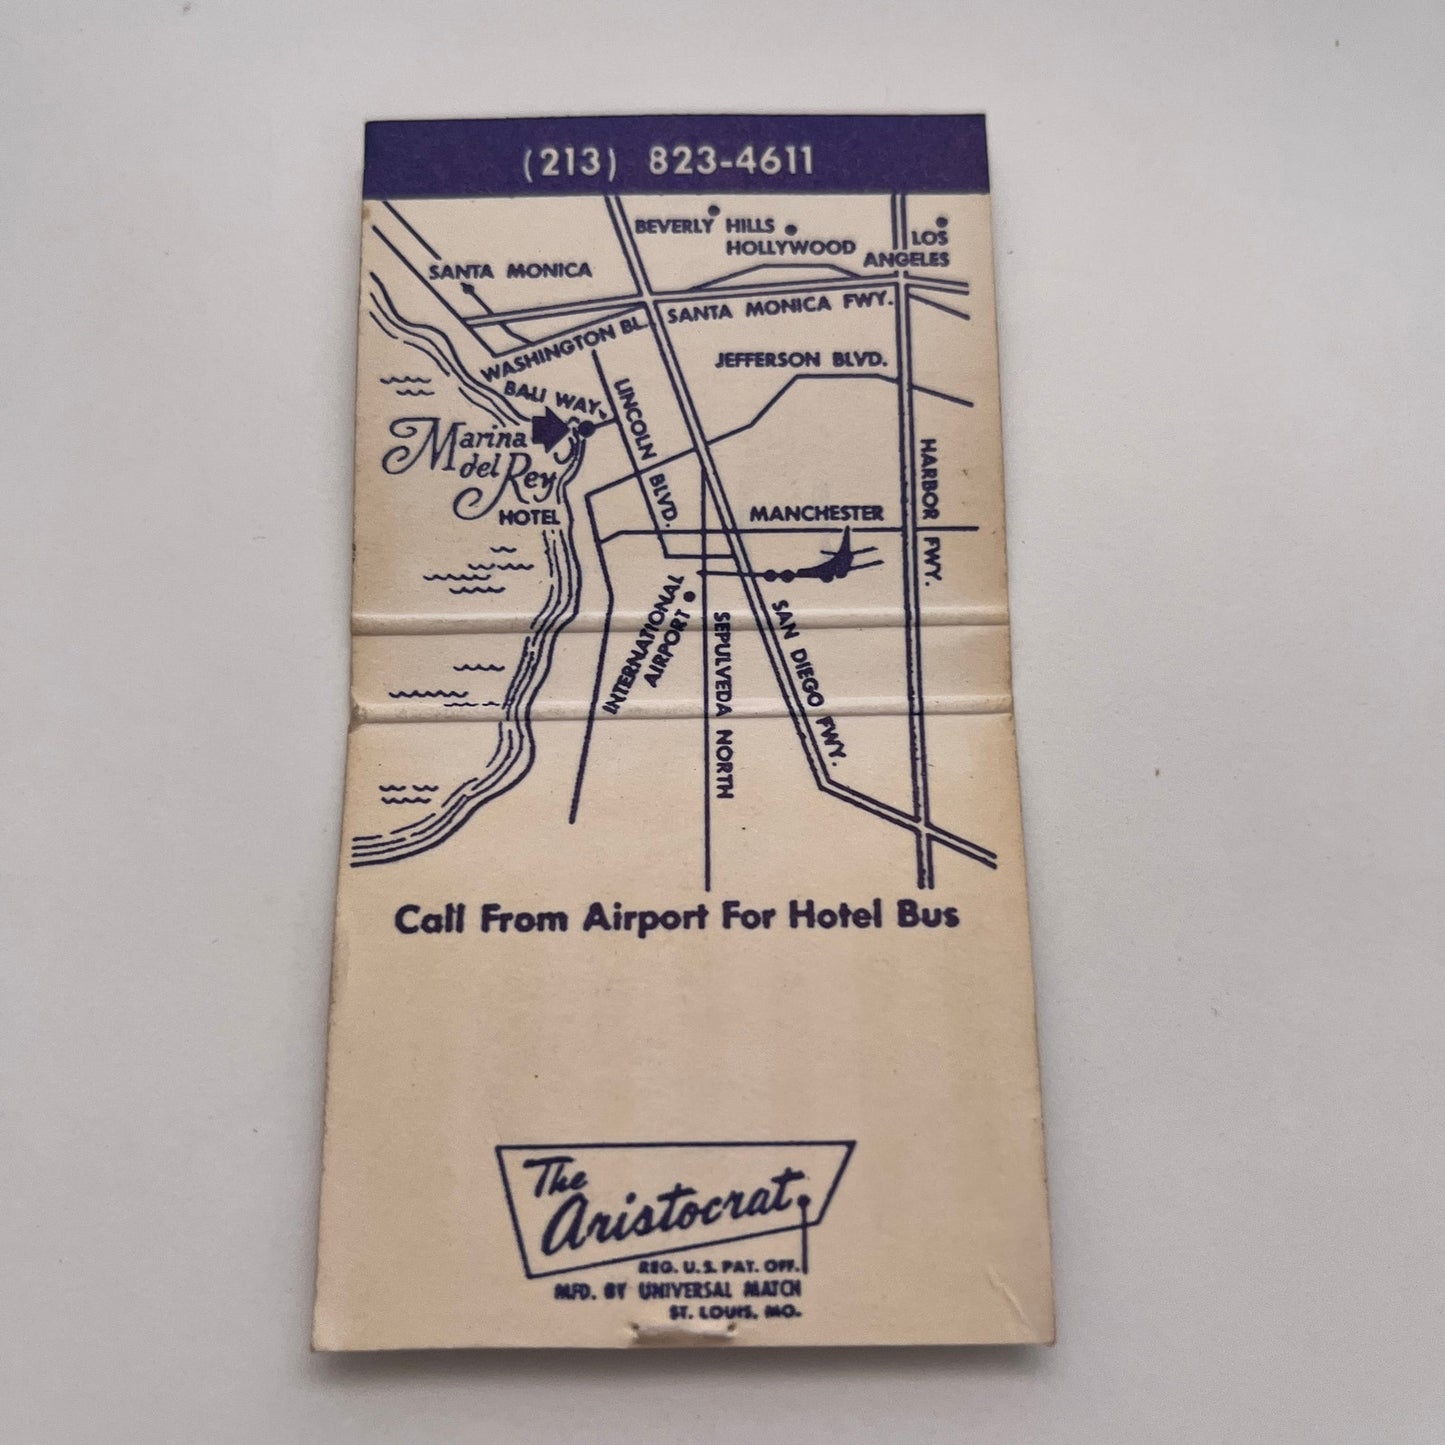 (213) 823-4611
BEVERLY HILLS
HOLLYWOOD
LOS
ANGELES
SANTA MONICA
SANTA MONICA FWY.
WASHINGTON BL.
JEFFERSON BLVD.
BALI WAY
LINCOLN BLVD.
Marina
del Rey
HOTEL
HARBOR FWY.
MANCHESTER
INTERNATIONAL
AIRPORT
SEPULVEDA NORTH
SAN DIEGO FWY.
Call From Airport For Hotel Bus
The
Aristocrat
REG. U.S. PAT. OFF.
MFD. BY UNIVERSAL MATCH
ST. LOUIS, MO.